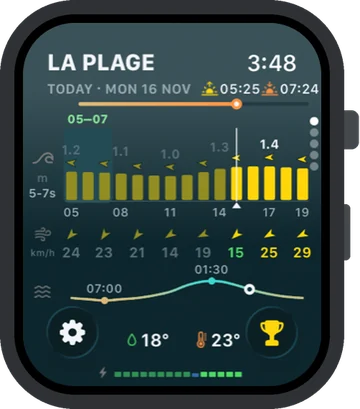 LA PLAGE 3:48
TODAY · MON 16 NOV 05:25 07:24
05–07
1.2 1.1 1.0 1.3 1.4
m
5-7s
05 08 11 14 17 19
km/h 24 23 21 14 19 15 25 29
01:30
07:00
18° 23°